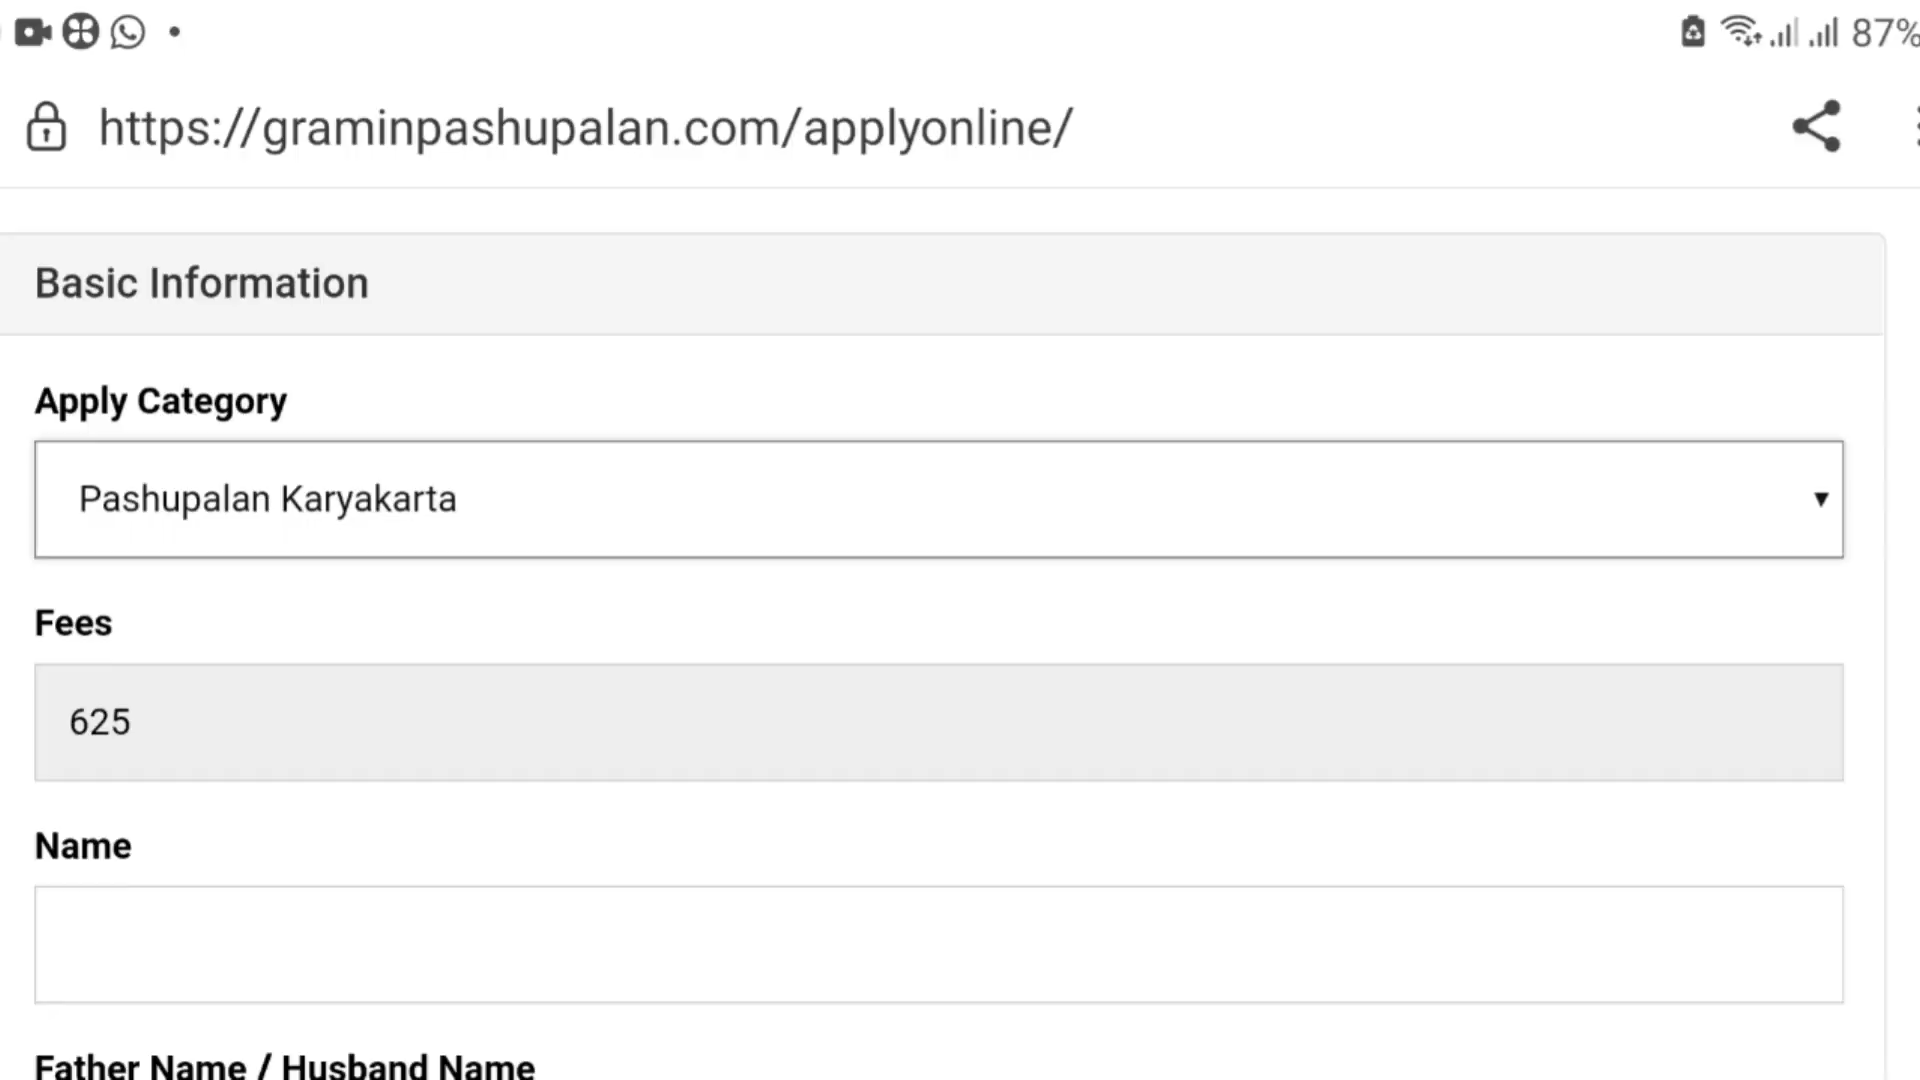 87%
https://graminpashupalan.com/applyonline/
Basic Information
Apply Category
Pashupalan Karyakarta
Fees
625
Name
Father Name / Husband Name